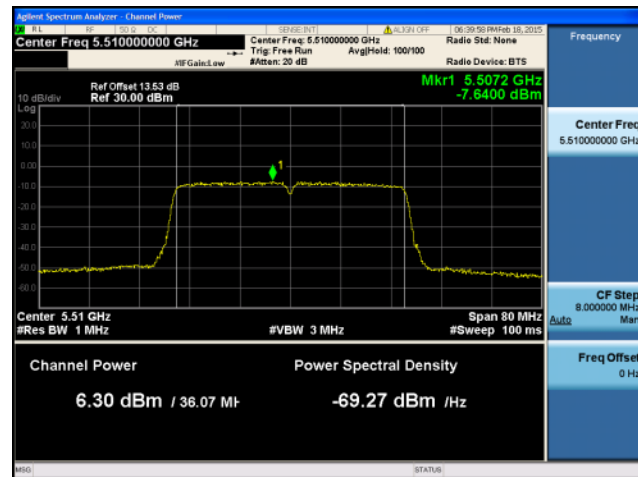 Agilent Spectrum Analyzer - Channel Power
RL RF 50 Ω DC SENSE:INT ALIGN OFF 06:39:58 PM Feb 18, 2015
Center Freq 5.510000000 GHz
Center Freq: 5.510000000 GHz
Radio Std: None
Trig: Free Run Avg|Hold: 100/100
#IFGain:Low #Atten: 20 dB Radio Device: BTS
Frequency
Ref Offset 13.53 dB
10 dB/div Ref 30.00 dBm
Mkr1 5.5072 GHz
-7.6400 dBm
Log
20.0
10.0
0.00
-10.0
-20.0
-30.0
-40.0
-50.0
-60.0
1
Center Freq
5.510000000 GHz
Center 5.51 GHz Span 80 MHz
#Res BW 1 MHz #VBW 3 MHz #Sweep 100 ms
CF Step
8.000000 MHz
Auto Man
Channel Power Power Spectral Density
6.30 dBm / 36.07 MH -69.27 dBm /Hz
Freq Offset
0 Hz
MSG STATUS